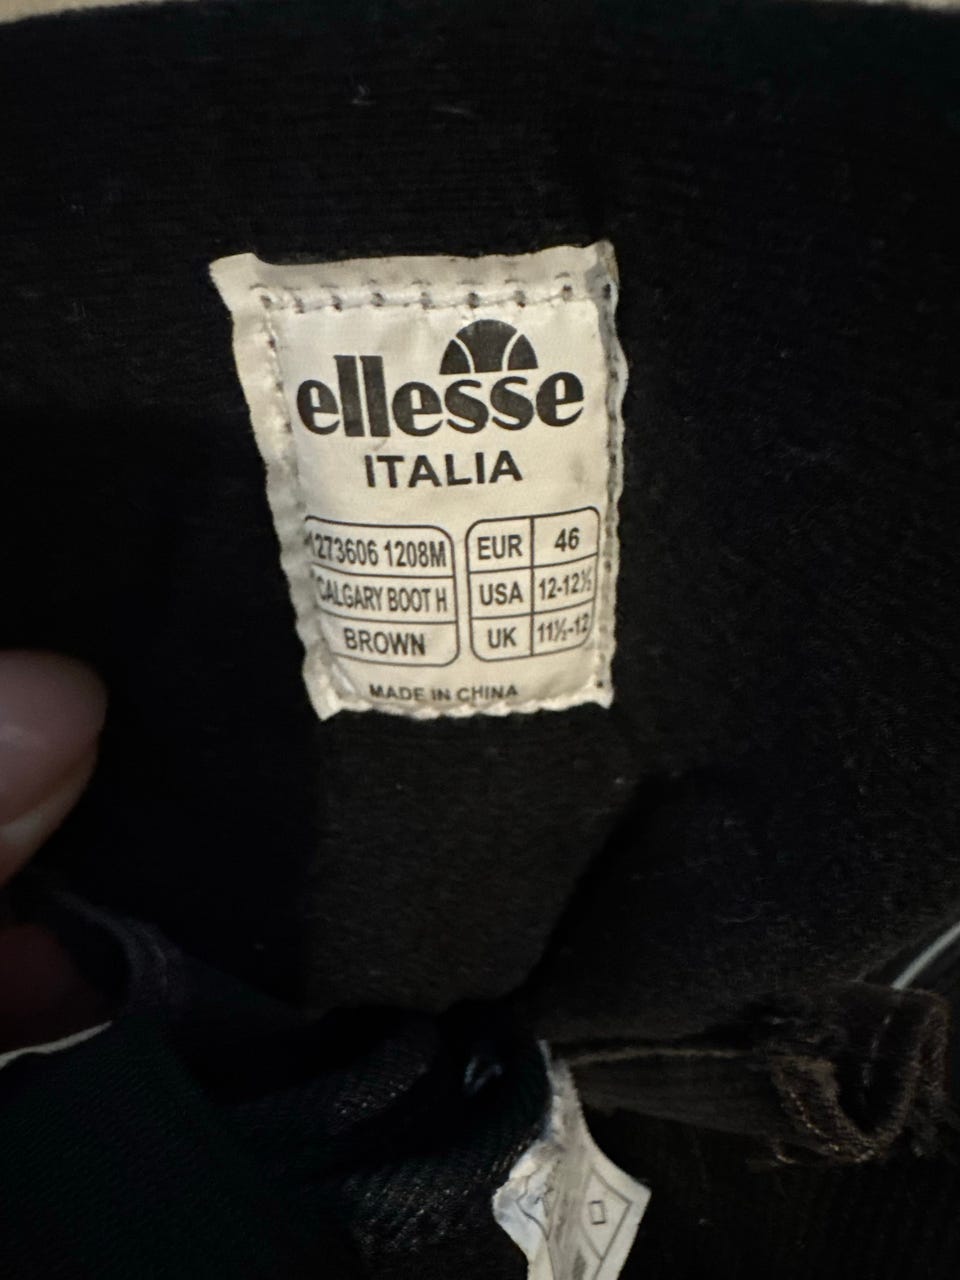 ellesse
ITALIA
1273606 1208M
CALGARY BOOT H
BROWN
EUR 46
USA 12-12½
UK 11½-12
MADE IN CHINA